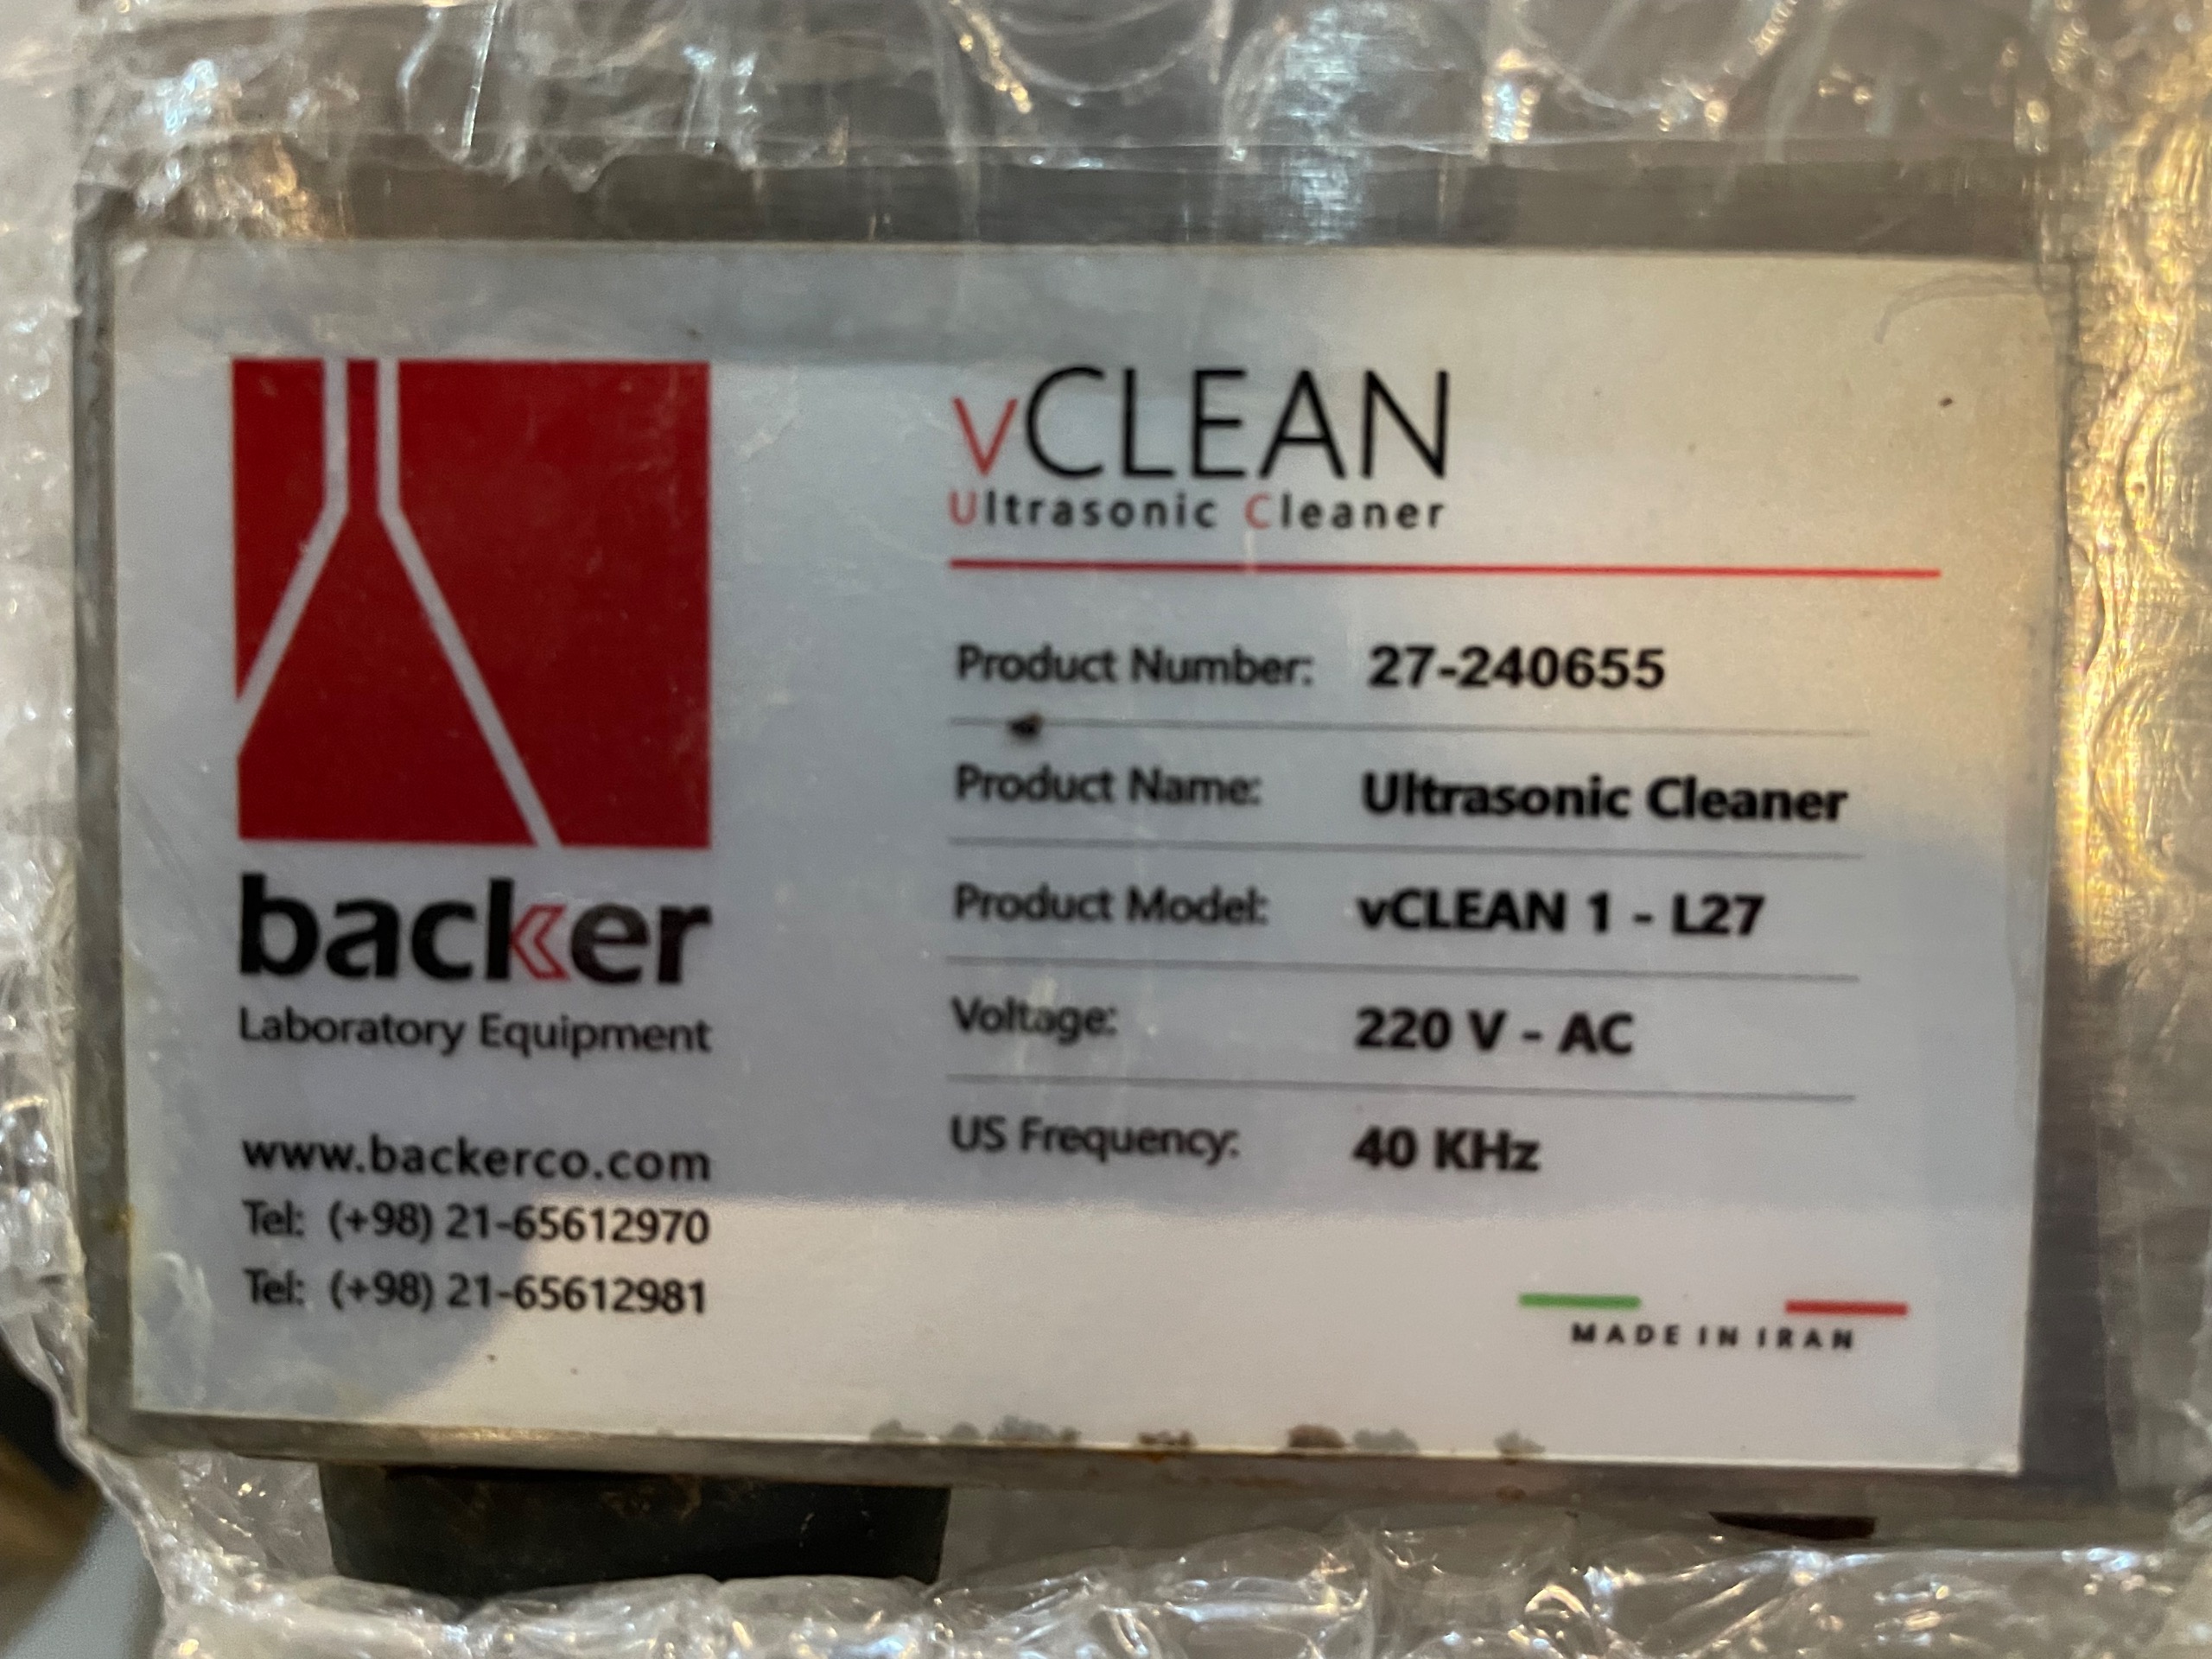 backer
Laboratory Equipment
www.backerco.com
Tel: (+98) 21-65612970
Tel: (+98) 21-65612981
vCLEAN
Ultrasonic Cleaner
Product Number: 27-240655
Product Name: Ultrasonic Cleaner
Product Model: vCLEAN 1 - L27
Voltage: 220 V - AC
US Frequency: 40 KHz
MADE IN IRAN